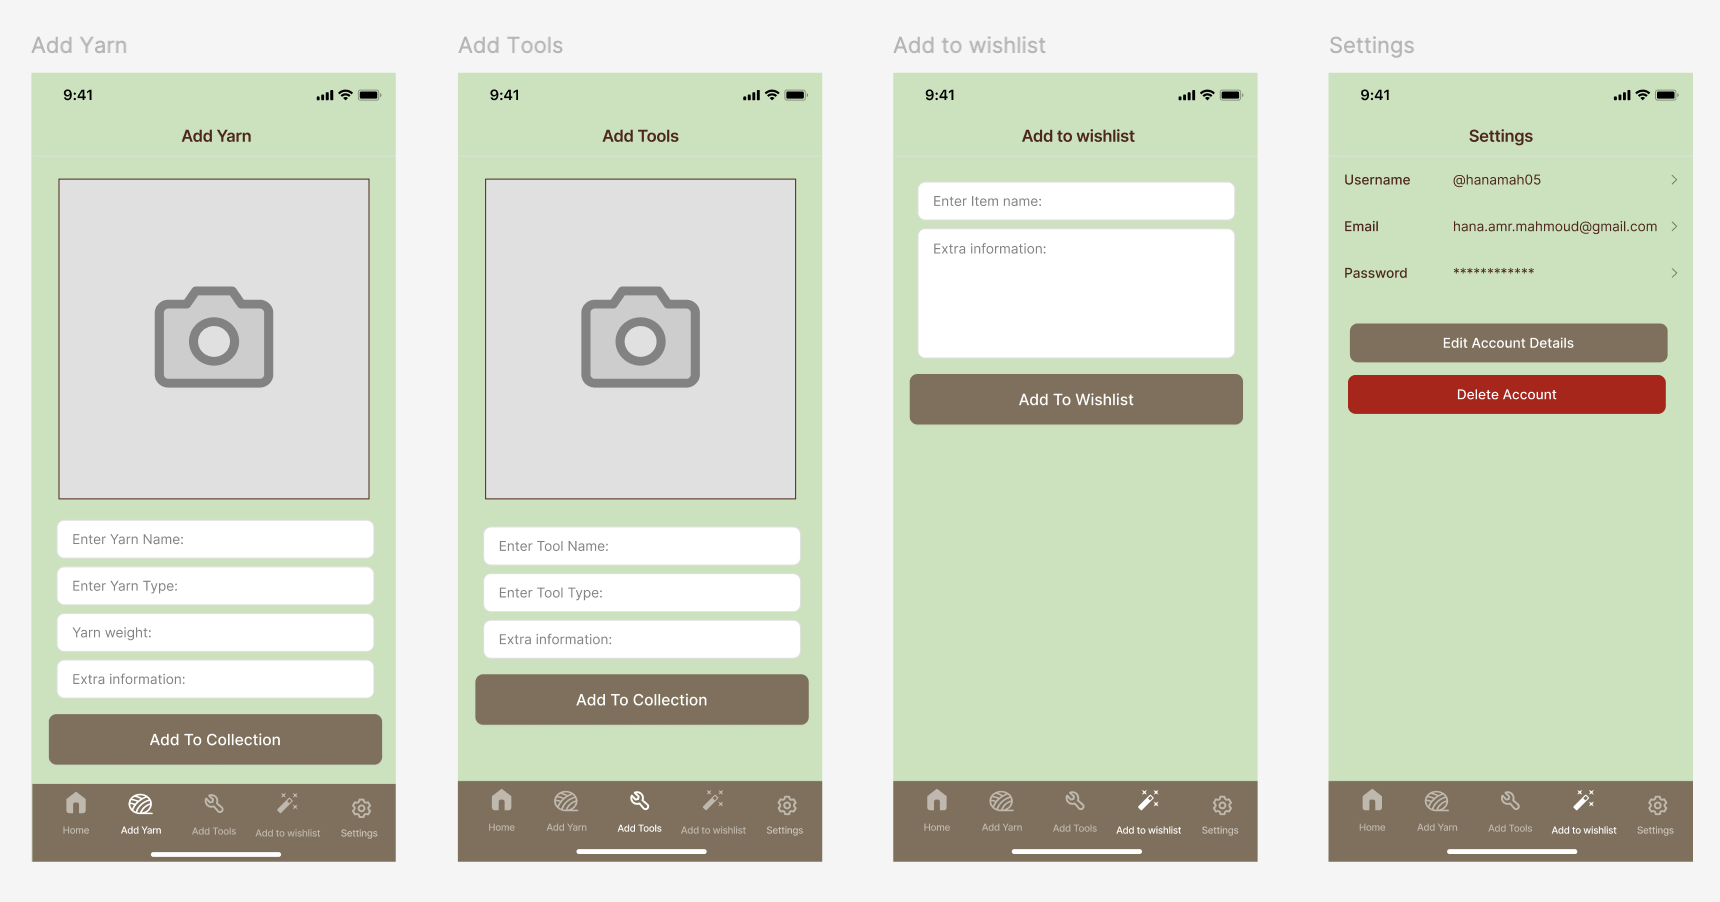 Add Yarn
9:41
Add Yarn
Enter Yarn Name:
Enter Yarn Type:
Yarn weight:
Extra information:
Add To Collection
Home Add Yarn Add Tools Add to wishlist Settings
Add Tools
9:41
Add Tools
Enter Tool Name:
Enter Tool Type:
Extra information:
Add To Collection
Home Add Yarn Add Tools Add to wishlist Settings
Add to wishlist
9:41
Add to wishlist
Enter Item name:
Extra information:
Add To Wishlist
Home Add Yarn Add Tools Add to wishlist Settings
Settings
9:41
Settings
Username @hanamah05
Email hana.amr.mahmoud@gmail.com
Password ************
Edit Account Details
Delete Account
Home Add Yarn Add Tools Add to wishlist Settings